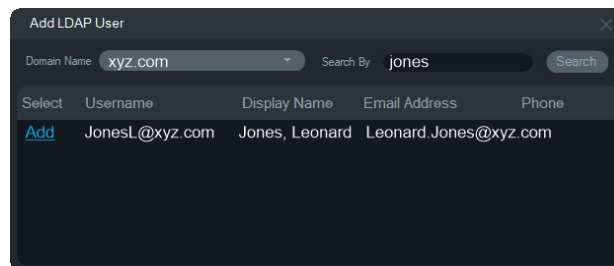 Add LDAP User
Domain Name xyz.com Search By jones Search
Select Username Display Name Email Address Phone
Add JonesL@xyz.com Jones, Leonard Leonard.Jones@xyz.com